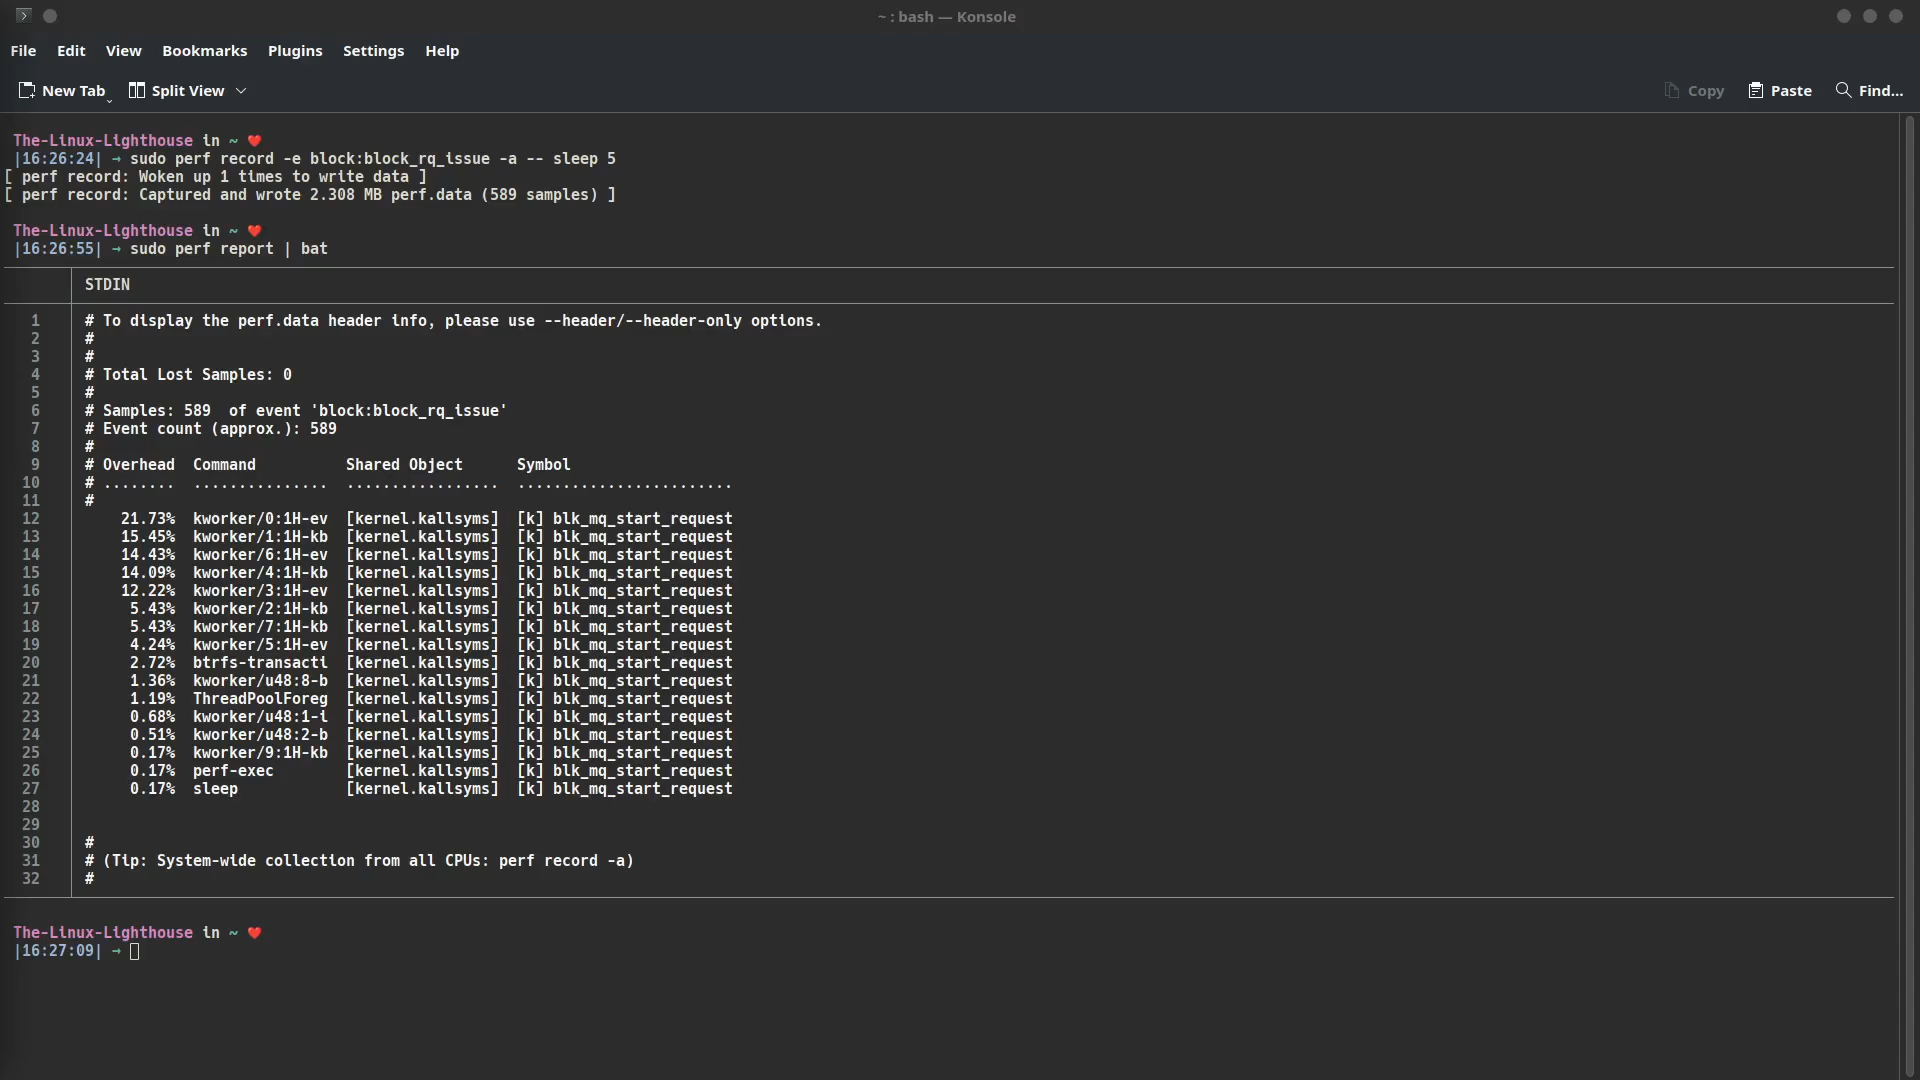 ~ : bash — Konsole
File Edit View Bookmarks Plugins Settings Help
New Tab Split View Copy Paste Find...
The-Linux-Lighthouse in ~ ❤️
|16:26:24| → sudo perf record -e block:block_rq_issue -a -- sleep 5
[ perf record: Woken up 1 times to write data ]
[ perf record: Captured and wrote 2.308 MB perf.data (589 samples) ]
The-Linux-Lighthouse in ~ ❤️
|16:26:55| → sudo perf report | bat
STDIN
1 # To display the perf.data header info, please use --header/--header-only options.
2 #
3 #
4 # Total Lost Samples: 0
5 #
6 # Samples: 589  of event 'block:block_rq_issue'
7 # Event count (approx.): 589
8 #
9 # Overhead  Command          Shared Object      Symbol
10 # ........  ...............  .................  ........................
11 #
12     21.73%  kworker/0:1H-ev  [kernel.kallsyms]  [k] blk_mq_start_request
13     15.45%  kworker/1:1H-kb  [kernel.kallsyms]  [k] blk_mq_start_request
14     14.43%  kworker/6:1H-ev  [kernel.kallsyms]  [k] blk_mq_start_request
15     14.09%  kworker/4:1H-kb  [kernel.kallsyms]  [k] blk_mq_start_request
16     12.22%  kworker/3:1H-ev  [kernel.kallsyms]  [k] blk_mq_start_request
17      5.43%  kworker/2:1H-kb  [kernel.kallsyms]  [k] blk_mq_start_request
18      5.43%  kworker/7:1H-kb  [kernel.kallsyms]  [k] blk_mq_start_request
19      4.24%  kworker/5:1H-ev  [kernel.kallsyms]  [k] blk_mq_start_request
20      2.72%  btrfs-transacti  [kernel.kallsyms]  [k] blk_mq_start_request
21      1.36%  kworker/u48:8-b  [kernel.kallsyms]  [k] blk_mq_start_request
22      1.19%  ThreadPoolForeg  [kernel.kallsyms]  [k] blk_mq_start_request
23      0.68%  kworker/u48:1-i  [kernel.kallsyms]  [k] blk_mq_start_request
24      0.51%  kworker/u48:2-b  [kernel.kallsyms]  [k] blk_mq_start_request
25      0.17%  kworker/9:1H-kb  [kernel.kallsyms]  [k] blk_mq_start_request
26      0.17%  perf-exec        [kernel.kallsyms]  [k] blk_mq_start_request
27      0.17%  sleep            [kernel.kallsyms]  [k] blk_mq_start_request
28
29
30 #
31 # (Tip: System-wide collection from all CPUs: perf record -a)
32 #
The-Linux-Lighthouse in ~ ❤️
|16:27:09| →